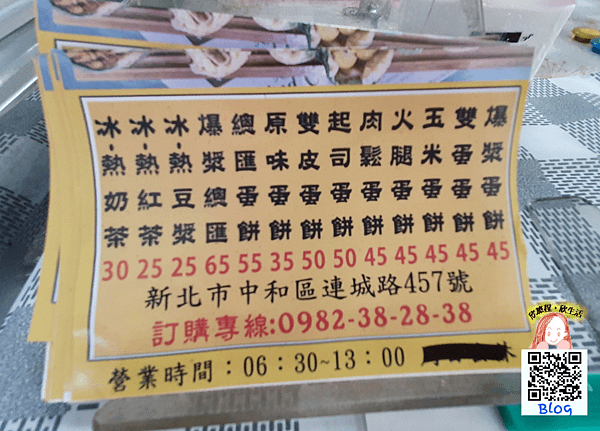 爆漿蛋餅 45
雙蛋蛋餅 45
玉米蛋餅 45
火腿蛋餅 45
肉鬆蛋餅 45
起司蛋餅 50
雙皮蛋餅 50
原味蛋餅 35
總匯蛋餅 55
爆漿總匯 65
冰-熱豆漿 25
冰-熱紅茶 25
冰-熱奶茶 30
新北市中和區連城路457號
訂購專線:0982-38-28-38
營業時間：06：30~13：00
Blog